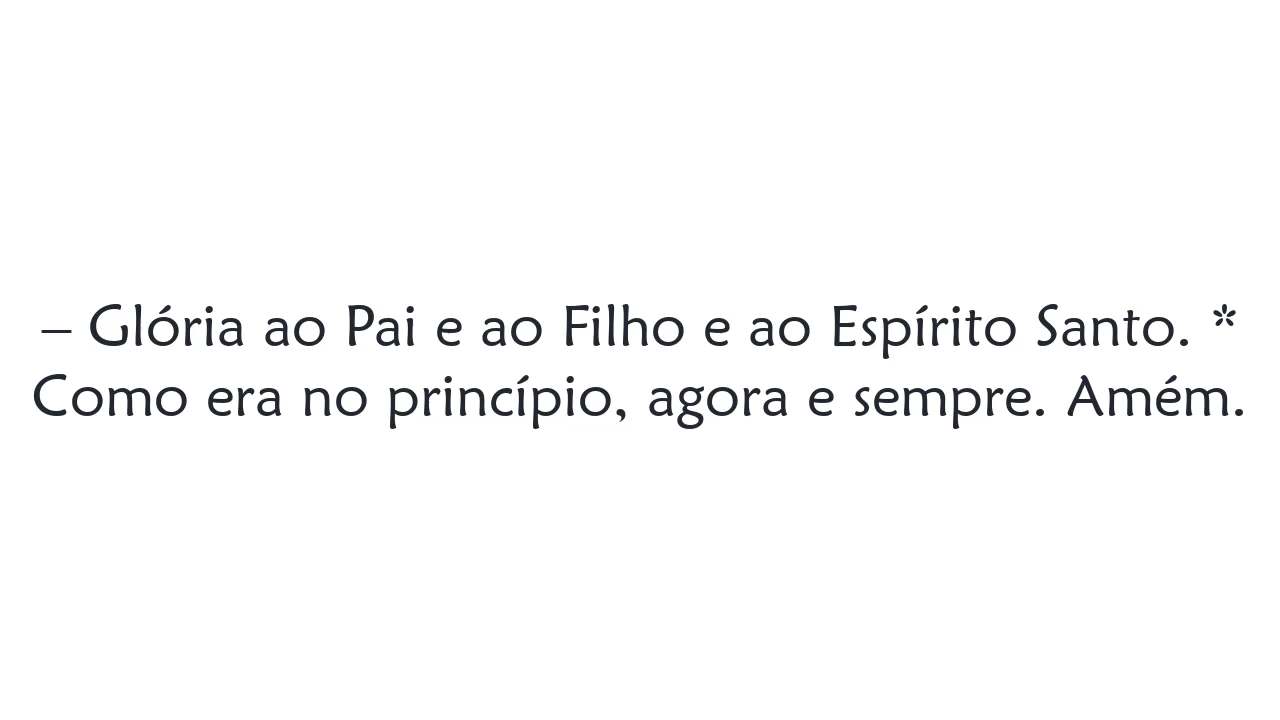 – Glória ao Pai e ao Filho e ao Espírito Santo. *
Como era no princípio, agora e sempre. Amém.